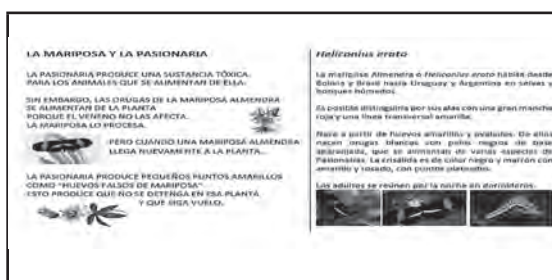 LA MARIPOSA Y LA PASIONARIA
LA PASIONARIA PRODUCE UNA SUSTANCIA TÓXICA.
PARA LOS ANIMALES QUE SE ALIMENTAN DE ELLA.
SIN EMBARGO, LAS ORUGAS DE LA MARIPOSA ALMENDRA
SE ALIMENTAN DE LA PLANTA
PORQUE EL VENENO NO LAS AFECTA.
LA MARIPOSA LO PROCESA.
PERO CUANDO UNA MARIPOSA ALMENDRA
LLEGA NUEVAMENTE A LA PLANTA...
LA PASIONARIA PRODUCE PEQUEÑOS PUNTOS AMARILLOS
COMO "HUEVOS FALSOS DE MARIPOSA"
ESTO PRODUCE QUE NO SE DETENGA EN ESA PLANTA
Y QUE SIGA VUELO.
Heliconius erato
La mariposa Almendra o Heliconius erato habita desde
Bolivia y Brasil hasta Uruguay y Argentina en selvas y
bosques húmedos.
Es posible distinguirla por sus alas con una gran mancha
roja y una línea transversal amarilla.
Nace a partir de huevos amarillos y ovalados. De ellos
nacen orugas blancas con pelos negros de base
anaranjada, que se alimentan de varias especies de
Pasionarias. La crisálida es de color negro y marrón con
amarillo y rosado, con puntos plateados.
Los adultos se reúnen por la noche en dormideros.